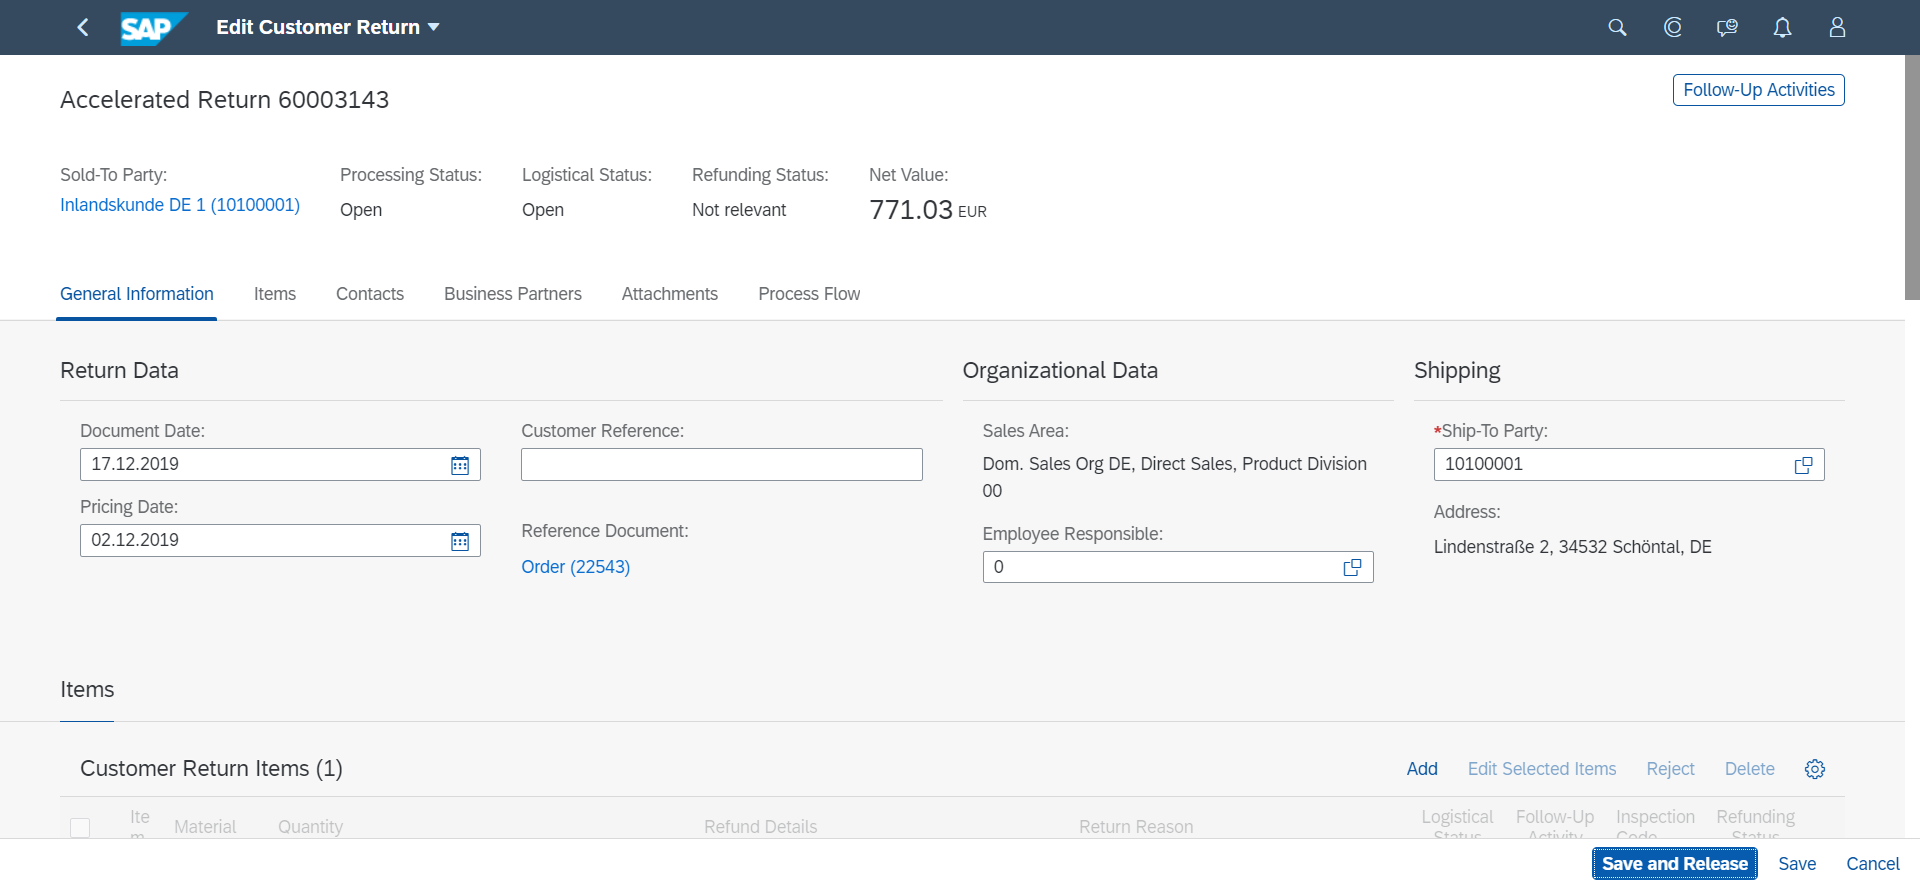 SAP Edit Customer Return
Accelerated Return 60003143
Follow-Up Activities
Sold-To Party:
Inlandskunde DE 1 (10100001)
Processing Status:
Open
Logistical Status:
Open
Refunding Status:
Not relevant
Net Value:
771.03 EUR
General Information Items Contacts Business Partners Attachments Process Flow
Return Data
Document Date:
17.12.2019
Pricing Date:
02.12.2019
Customer Reference:
Reference Document:
Order (22543)
Organizational Data
Sales Area:
Dom. Sales Org DE, Direct Sales, Product Division
00
Employee Responsible:
0
Shipping
*Ship-To Party:
10100001
Address:
Lindenstraße 2, 34532 Schöntal, DE
Items
Customer Return Items (1)
Add Edit Selected Items Reject Delete
Ite
m
Material
Quantity
Refund Details
Return Reason
Logistical
Status
Follow-Up
Activity
Inspection
Code
Refunding
Status
Save and Release Save Cancel